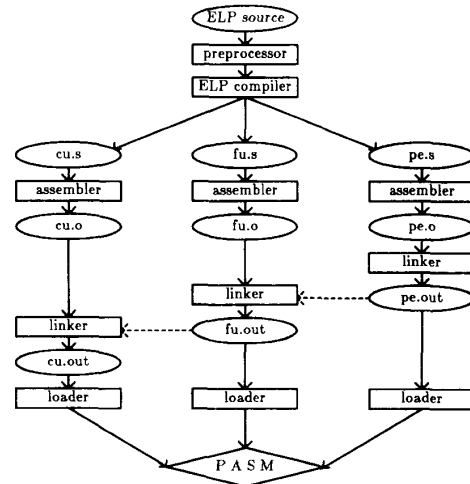 ELP source
preprocessor
ELP compiler
cu.s
fu.s
pe.s
assembler
assembler
assembler
cu.o
fu.o
pe.o
linker
linker
pe.out
linker
fu.out
cu.out
loader
loader
loader
P A S M